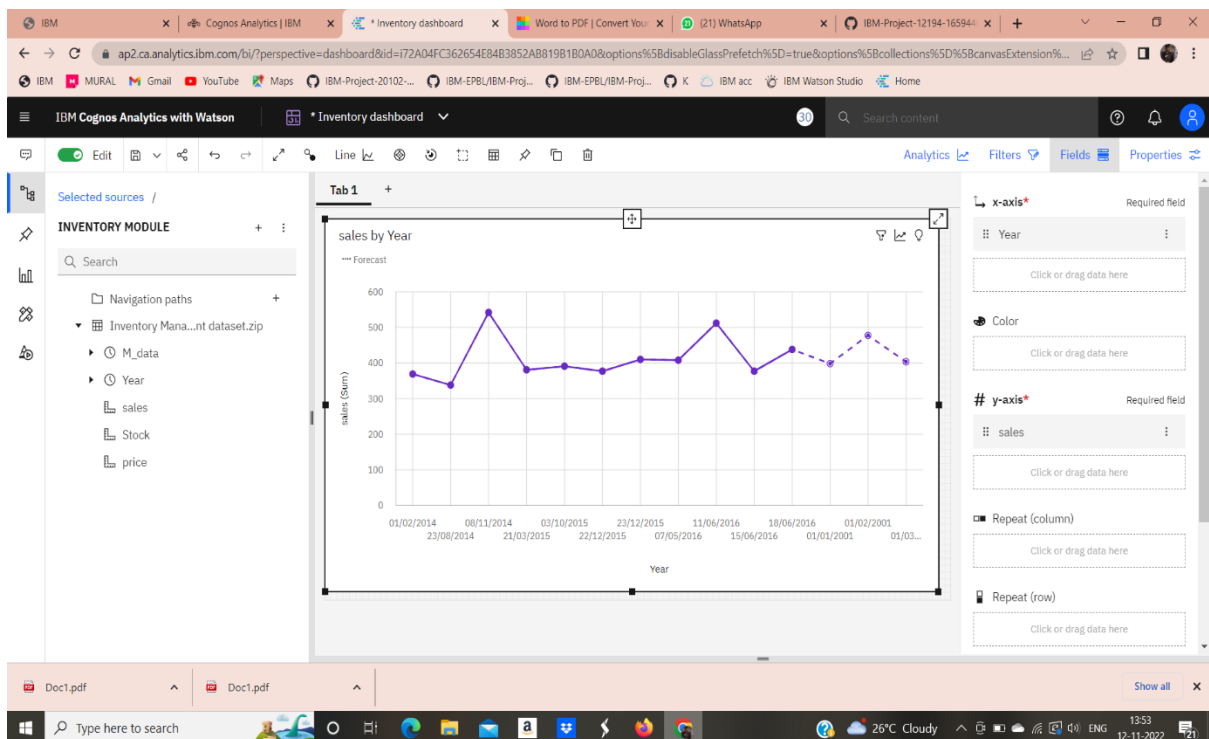 IBM
Cognos Analytics | IBM
* Inventory dashboard
Word to PDF | Convert Your
(21) WhatsApp
IBM-Project-12194-165944
ap2.ca.analytics.ibm.com/bi/?perspective=dashboard&id=i72A04FC362654E84B3852AB819B1B0A0&options%5BdisableGlassPrefetch%5D=true&options%5Bcollections%5D%5BcanvasExtension%...
IBM MURAL Gmail YouTube Maps IBM-Project-20102-... IBM-EPBL/IBM-Proj... IBM-EPBL/IBM-Proj... K IBM acc IBM Watson Studio Home
IBM Cognos Analytics with Watson
* Inventory dashboard
30
Search content
Edit
Line
Analytics Filters Fields Properties
Selected sources /
INVENTORY MODULE
Search
Navigation paths
Inventory Mana...nt dataset.zip
M_data
Year
sales
Stock
price
Tab 1
sales by Year
Forecast
600
500
400
300
200
100
0
sales (Sum)
01/02/2014 08/11/2014 03/10/2015 23/12/2015 11/06/2016 18/06/2016 01/02/2001
23/08/2014 21/03/2015 22/12/2015 07/05/2016 15/06/2016 01/01/2001 01/03...
Year
x-axis* Required field
Year
Click or drag data here
Color
Click or drag data here
# y-axis* Required field
sales
Click or drag data here
Repeat (column)
Click or drag data here
Repeat (row)
Click or drag data here
Doc1.pdf
Doc1.pdf
Show all
Type here to search
26°C Cloudy
ENG
13:53
12-11-2022
21